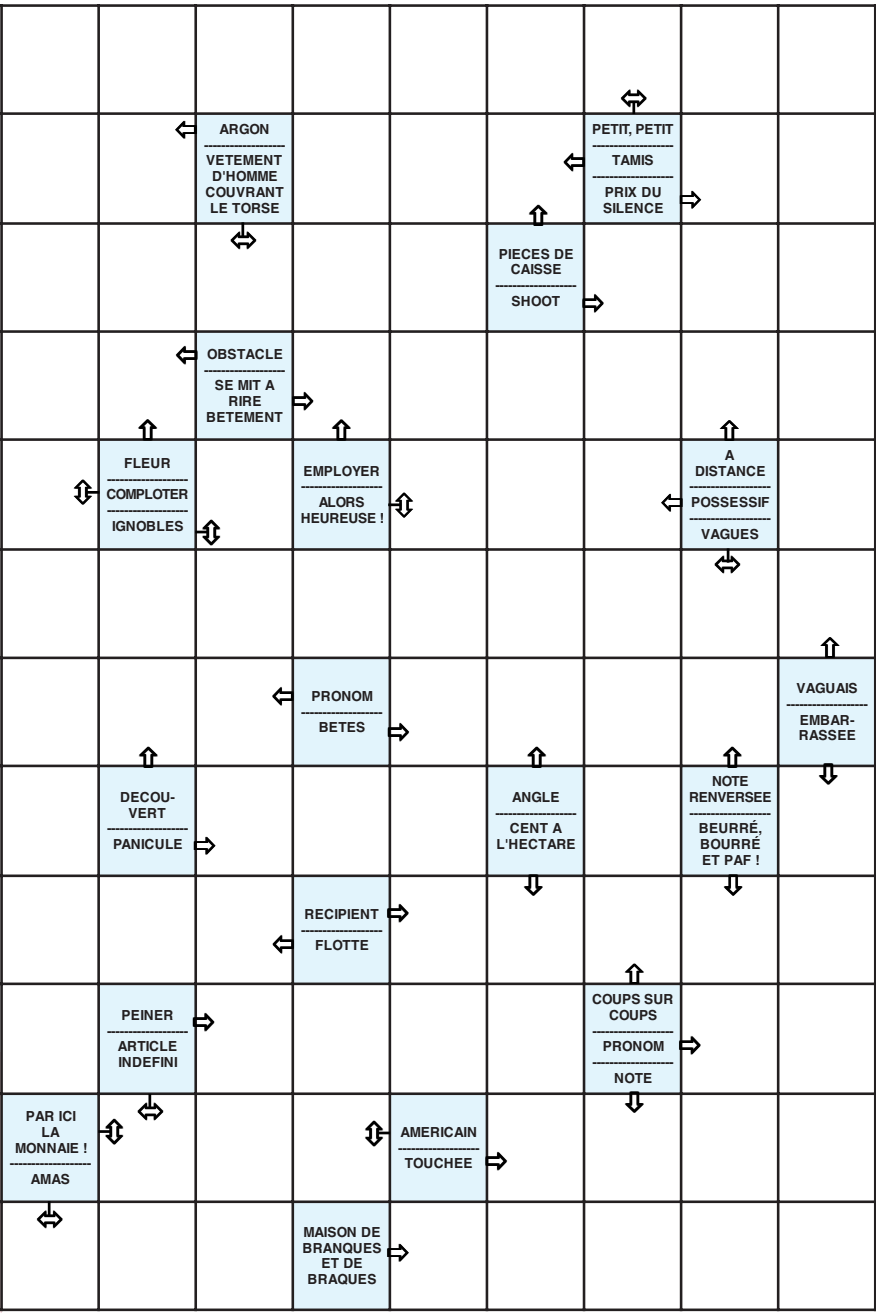 ARGON
VETEMENT
D'HOMME
COUVRANT
LE TORSE
PETIT, PETIT
TAMIS
PRIX DU
SILENCE
PIECES DE
CAISSE
SHOOT
OBSTACLE
SE MIT A
RIRE
BETEMENT
FLEUR
COMPLOTER
IGNOBLES
EMPLOYER
ALORS
HEUREUSE !
A
DISTANCE
POSSESSIF
VAGUES
PRONOM
BETES
VAGUAIS
EMBAR-
RASSEE
DECOU-
VERT
PANICULE
ANGLE
CENT A
L'HECTARE
NOTE
RENVERSEE
BEURRÉ,
BOURRÉ
ET PAF !
RECIPIENT
FLOTTE
PEINER
ARTICLE
INDEFINI
COUPS SUR
COUPS
PRONOM
NOTE
PAR ICI
LA
MONNAIE !
AMAS
AMERICAIN
TOUCHEE
MAISON DE
BRANQUES
ET DE
BRAQUES